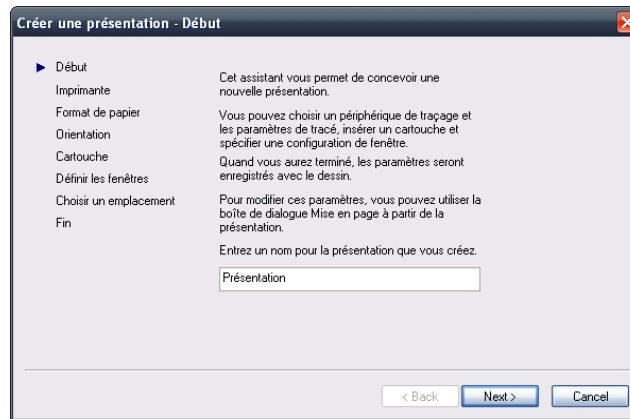 Créer une présentation - Début
Début
Imprimante
Format de papier
Orientation
Cartouche
Définir les fenêtres
Choisir un emplacement
Fin
Cet assistant vous permet de concevoir une
nouvelle présentation.
Vous pouvez choisir un périphérique de traçage et
les paramètres de tracé, insérer un cartouche et
spécifier une configuration de fenêtre.
Quand vous aurez terminé, les paramètres seront
enregistrés avec le dessin.
Pour modifier ces paramètres, vous pouvez utiliser la
boîte de dialogue Mise en page à partir de la
présentation.
Entrez un nom pour la présentation que vous créez.
Présentation
< Back
Next >
Cancel